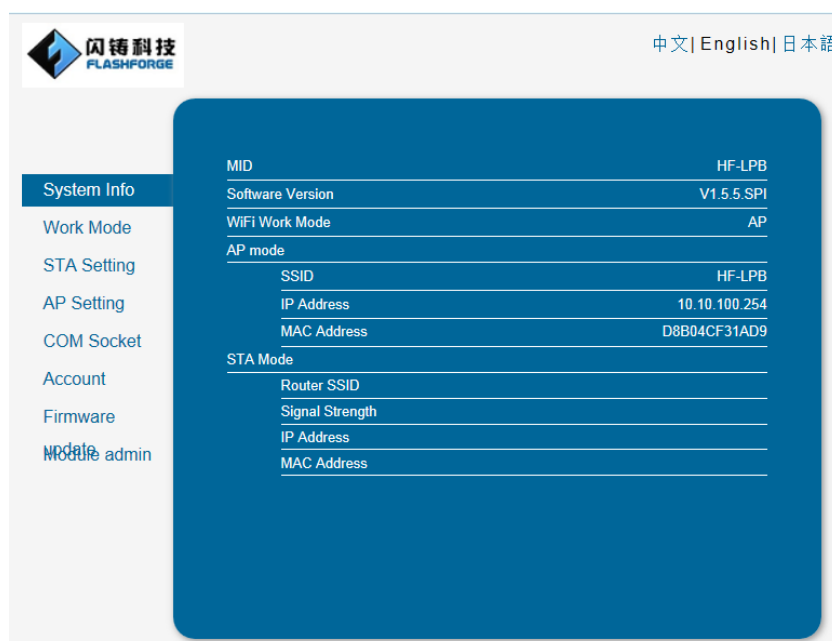 闪铸科技
FLASHFORGE
中文| English| 日本語
System Info
Work Mode
STA Setting
AP Setting
COM Socket
Account
Firmware
update
Module admin
MID HF-LPB
Software Version V1.5.5.SPI
WiFi Work Mode AP
AP mode
SSID HF-LPB
IP Address 10.10.100.254
MAC Address D8B04CF31AD9
STA Mode
Router SSID
Signal Strength
IP Address
MAC Address